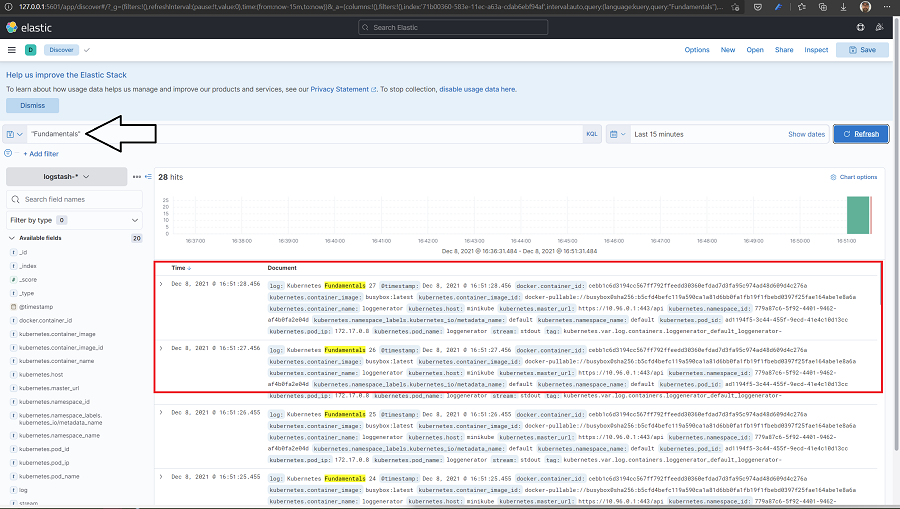 127.0.0.1:5601/app/discover#/?_g=(filters:!(),refreshInterval:(pause:!t,value:0),time:(from:now-15m,to:now))&_a=(columns:!(),filters:!(),index:'71b00360-583e-11ec-a63a-cdab6ebf94af',interval:auto,query:(language:kuery,query:"Fundamentals"),...
elastic
Search Elastic
D Discover
Options New Open Share Inspect Save
Help us improve the Elastic Stack
To learn about how usage data helps us manage and improve our products and services, see our Privacy Statement. To stop collection, disable usage data here.
Dismiss
"Fundamentals" KQL Last 15 minutes Show dates Refresh
+ Add filter
logstash-*
28 hits
Chart options
Search field names
Filter by type 0
Available fields 20
t _id
t _index
# _score
t _type
@timestamp
t docker.container_id
t kubernetes.container_image
t kubernetes.container_image_id
t kubernetes.container_name
t kubernetes.host
t kubernetes.master_url
t kubernetes.namespace_id
t kubernetes.namespace_labels.
kubernetes_io/metadata_name
t kubernetes.namespace_name
t kubernetes.pod_id
t kubernetes.pod_ip
t kubernetes.pod_name
t log
t stream
25
20
15
10
5
0
16:37:00 16:38:00 16:39:00 16:40:00 16:41:00 16:42:00 16:43:00 16:44:00 16:45:00 16:46:00 16:47:00 16:48:00 16:49:00 16:50:00 16:51:00
Dec 8, 2021 @ 16:36:31.484 - Dec 8, 2021 @ 16:51:31.484
Time Document
Dec 8, 2021 @ 16:51:28.456 log: Kubernetes Fundamentals 27 @timestamp: Dec 8, 2021 @ 16:51:28.456 docker.container_id:
kubernetes.container_image: busybox:latest kubernetes.container_image_id:
kubernetes.container_name: loggenerator kubernetes.host: minikube kubernetes.master_url: https://10.96.0.1:443/api kubernetes.namespace_id: 779a87c6-5f92-4401-9462-
af4b0fa2e04d kubernetes.namespace_labels.kubernetes_io/metadata_name: default kubernetes.namespace_name: default kubernetes.pod_id: ad1194f5-3c44-455f-9ecd-41e4c10d13cc
kubernetes.pod_ip: 172.17.0.8 kubernetes.pod_name: loggenerator stream: stdout tag: kubernetes.var.log.containers.loggenerator_default_loggenerator-
Dec 8, 2021 @ 16:51:27.456 log: Kubernetes Fundamentals 26 @timestamp: Dec 8, 2021 @ 16:51:27.456 docker.container_id:
kubernetes.container_image: busybox:latest kubernetes.container_image_id:
kubernetes.container_name: loggenerator kubernetes.host: minikube kubernetes.master_url: https://10.96.0.1:443/api kubernetes.namespace_id: 779a87c6-5f92-4401-9462-
af4b0fa2e04d kubernetes.namespace_labels.kubernetes_io/metadata_name: default kubernetes.namespace_name: default kubernetes.pod_id: ad1194f5-3c44-455f-9ecd-41e4c10d13cc
kubernetes.pod_ip: 172.17.0.8 kubernetes.pod_name: loggenerator stream: stdout tag: kubernetes.var.log.containers.loggenerator_default_loggenerator-
Dec 8, 2021 @ 16:51:26.455 log: Kubernetes Fundamentals 25 @timestamp: Dec 8, 2021 @ 16:51:26.455 docker.container_id:
kubernetes.container_image: busybox:latest kubernetes.container_image_id:
kubernetes.container_name: loggenerator kubernetes.host: minikube kubernetes.master_url: https://10.96.0.1:443/api kubernetes.namespace_id: 779a87c6-5f92-4401-9462-
af4b0fa2e04d kubernetes.namespace_labels.kubernetes_io/metadata_name: default kubernetes.namespace_name: default kubernetes.pod_id: ad1194f5-3c44-455f-9ecd-41e4c10d13cc
kubernetes.pod_ip: 172.17.0.8 kubernetes.pod_name: loggenerator stream: stdout tag: kubernetes.var.log.containers.loggenerator_default_loggenerator-
Dec 8, 2021 @ 16:51:25.455 log: Kubernetes Fundamentals 24 @timestamp: Dec 8, 2021 @ 16:51:25.455 docker.container_id:
kubernetes.container_image: busybox:latest kubernetes.container_image_id:
kubernetes.container_name: loggenerator kubernetes.host: minikube kubernetes.master_url: https://10.96.0.1:443/api kubernetes.namespace_id: 779a87c6-5f92-4401-9462-